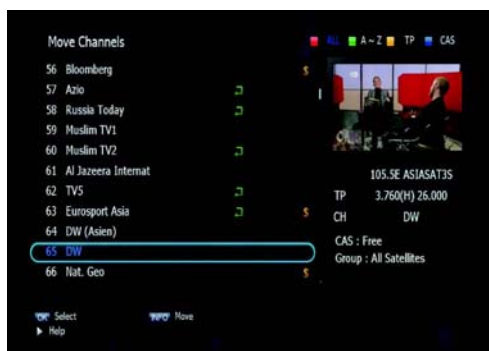 Move Channels
ALL A~Z TP CAS
56 Bloomberg $
57 Azio
58 Russia Today
59 Muslim TV1
60 Muslim TV2
61 Al Jazeera Internat
62 TV5
63 Eurosport Asia $
64 DW (Asien)
65 DW
66 Nat. Geo $
105.5E ASIASAT3S
TP 3.760(H) 26.000
CH DW
CAS : Free
Group : All Satellites
OK Select INFO Move
Help